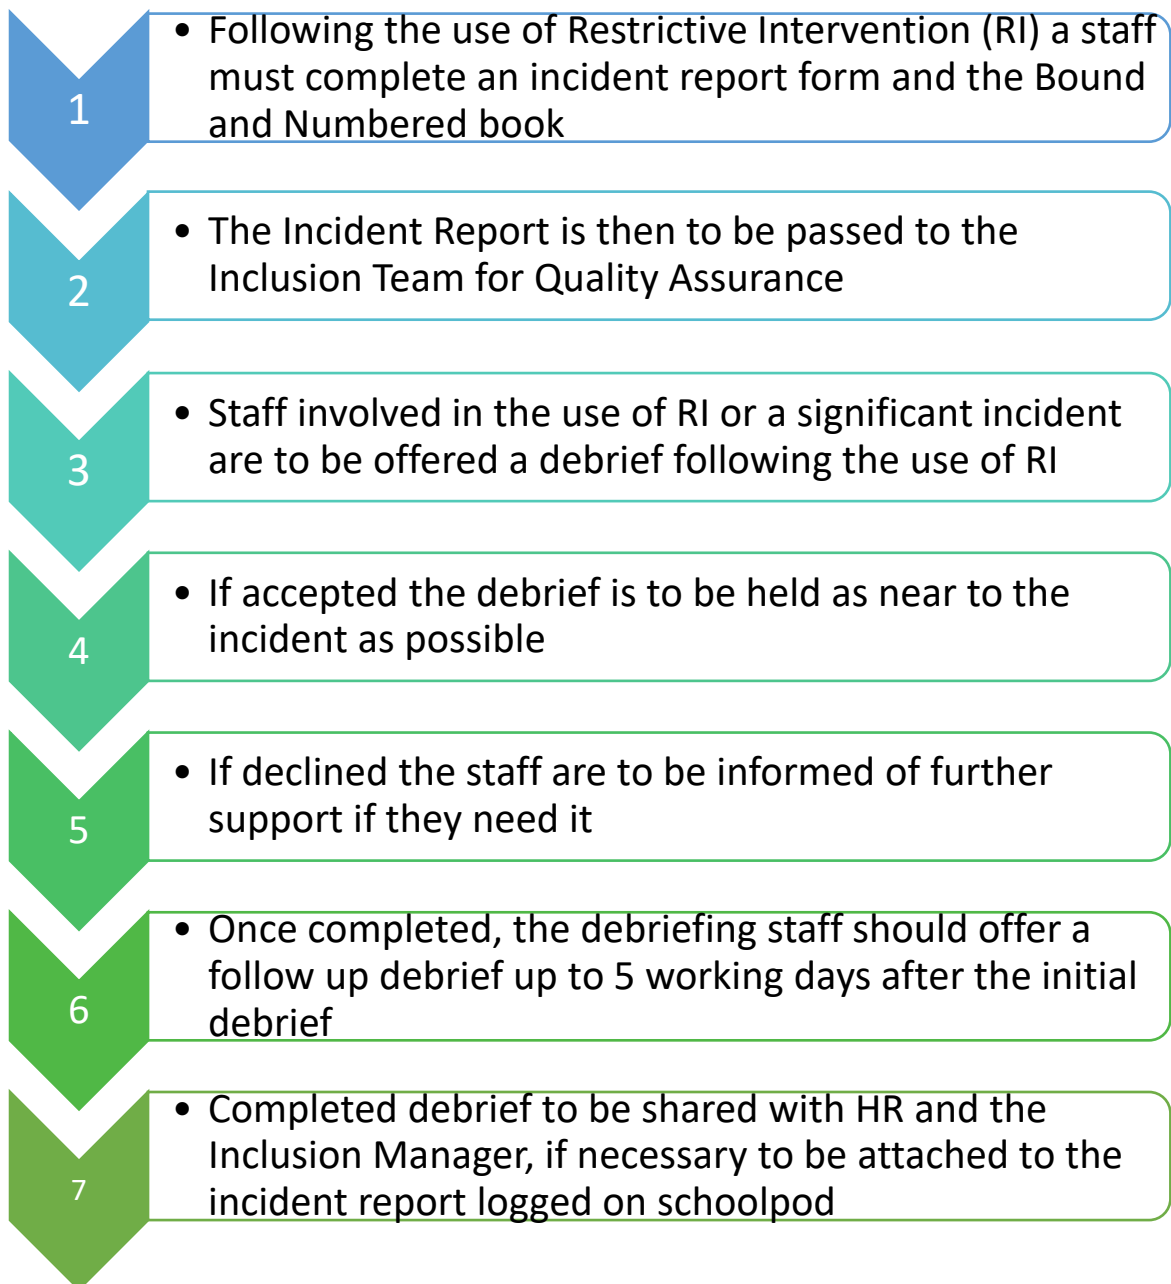 • Following the use of Restrictive Intervention (RI) a staff
must complete an incident report form and the Bound
and Numbered book
1
• The Incident Report is then to be passed to the
Inclusion Team for Quality Assurance
2
• Staff involved in the use of RI or a significant incident
are to be offered a debrief following the use of RI
3
• If accepted the debrief is to be held as near to the
incident as possible
4
• If declined the staff are to be informed of further
support if they need it
5
• Once completed, the debriefing staff should offer a
follow up debrief up to 5 working days after the initial
debrief
6
• Completed debrief to be shared with HR and the
Inclusion Manager, if necessary to be attached to the
incident report logged on schoolpod
7